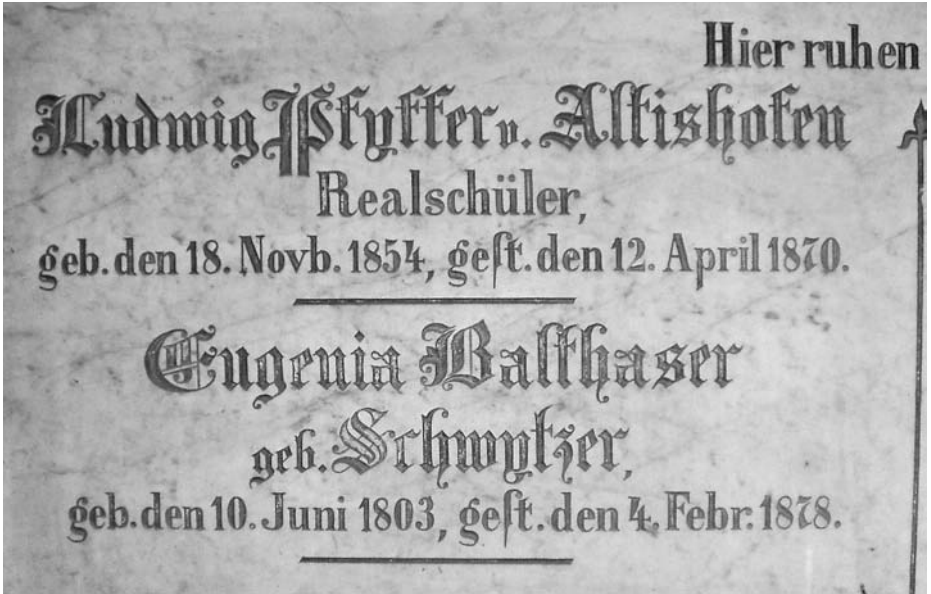 Hier ruhen
Ludwig Pfyffer v. Altishofen
Realschüler,
geb. den 18. Novb. 1854, geſt. den 12. April 1870.
Eugenia Balthaser
geb. Schwytzer,
geb. den 10. Juni 1803, geſt. den 4. Febr. 1878.